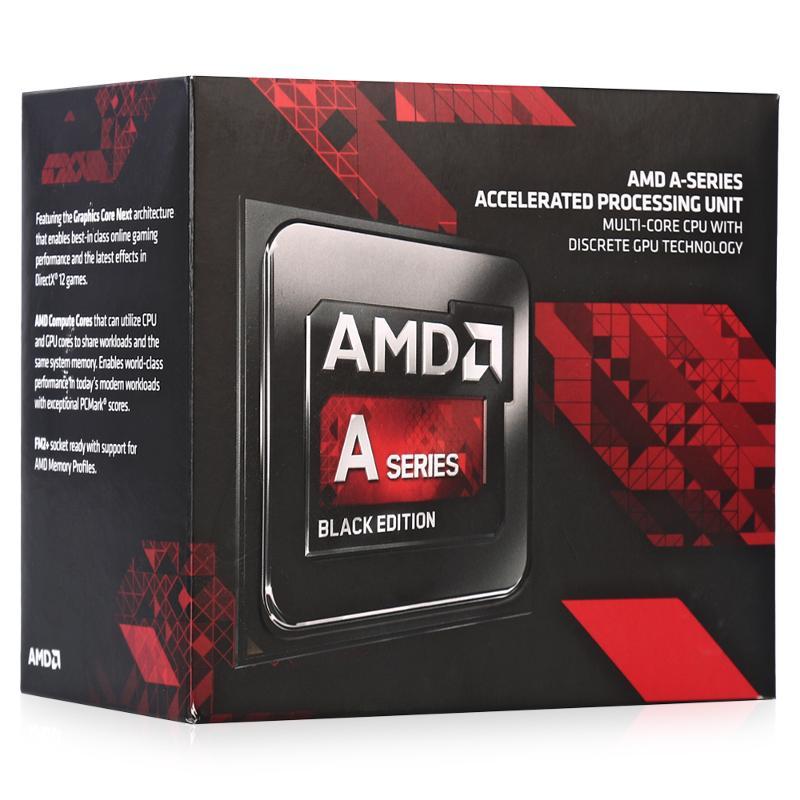 Featuring the Graphics Core Next architecture
that enables best-in class online gaming
performance and the latest effects in
DirectX® 12 games.
AMD Compute Cores that can utilize CPU
and GPU cores to share workloads and the
same system memory. Enables world-class
performance in today's modern workloads
with exceptional PCMark® scores.
FM2+ socket ready with support for
AMD Memory Profiles.
AMD
AMD A-SERIES
ACCELERATED PROCESSING UNIT
MULTI-CORE CPU WITH
DISCRETE GPU TECHNOLOGY
AMD
A SERIES
BLACK EDITION